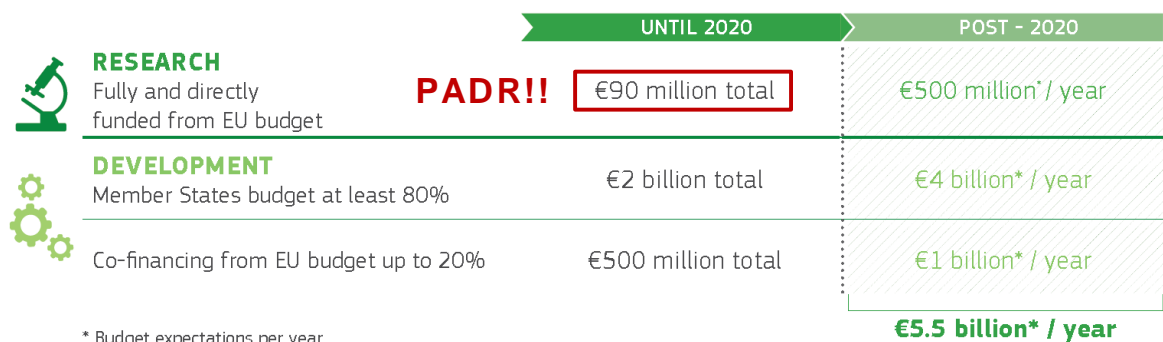 UNTIL 2020
POST - 2020
RESEARCH
Fully and directly
funded from EU budget
PADR!!
€90 million total
€500 million* / year
DEVELOPMENT
Member States budget at least 80%
€2 billion total
€4 billion* / year
Co-financing from EU budget up to 20%
€500 million total
€1 billion* / year
€5.5 billion* / year
* Budget expectations per year